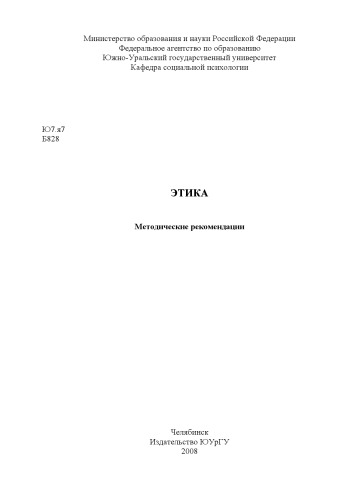 Министерство образования и науки Российской Федерации
Федеральное агентство по образованию
Южно-Уральский государственный университет
Кафедра социальной психологии
Ю7.я7
Б828
ЭТИКА
Методические рекомендации
Челябинск
Издательство ЮУрГУ
2008